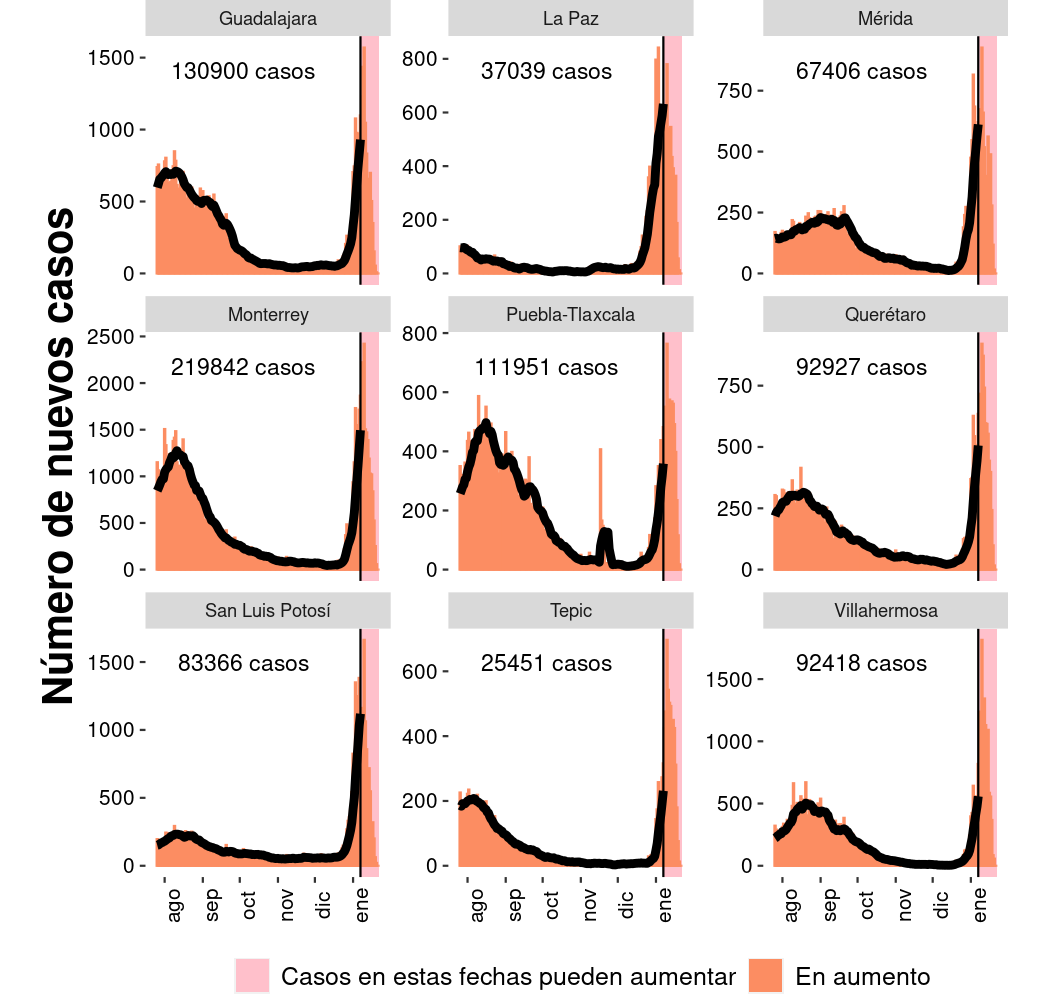 Número de nuevos casos
Guadalajara
La Paz
Mérida
1500
1000
500
0
130900 casos
800
600
400
200
0
37039 casos
750
500
250
0
67406 casos
Monterrey
Puebla-Tlaxcala
Querétaro
2500
2000
1500
1000
500
0
219842 casos
800
600
400
200
0
111951 casos
750
500
250
0
92927 casos
San Luis Potosí
Tepic
Villahermosa
1500
1000
500
0
83366 casos
600
400
200
0
25451 casos
1500
1000
500
0
92418 casos
ago sep oct nov dic ene
ago sep oct nov dic ene
ago sep oct nov dic ene
Casos en estas fechas pueden aumentar
En aumento